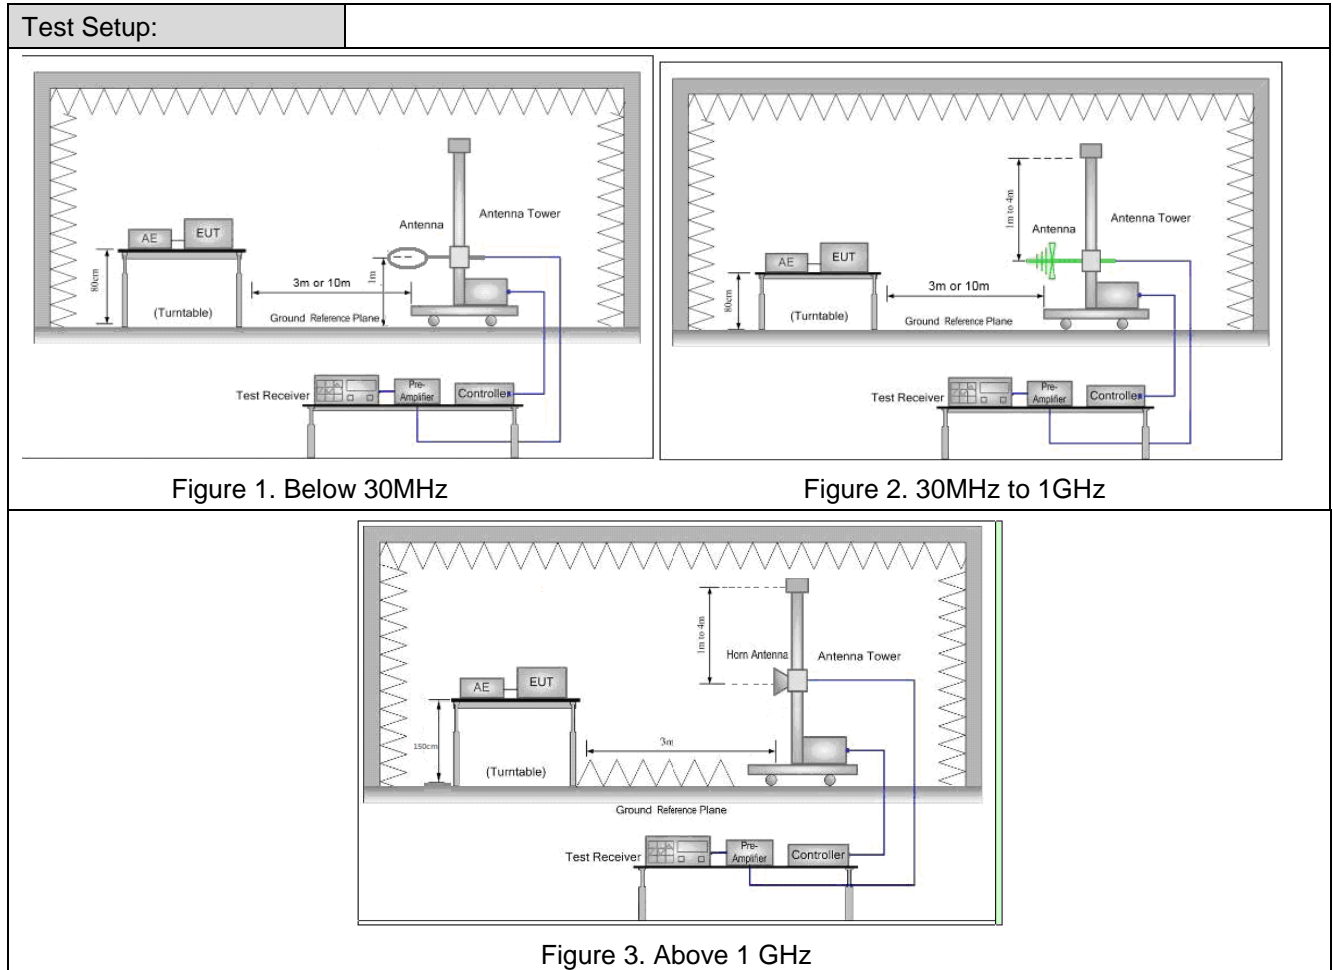 Test Setup:
Antenna
Antenna Tower
AE
EUT
80cm
1m
3m or 10m
(Turntable)
Ground Reference Plane
Test Receiver
Pre-
Amplifier
Controller
Figure 1. Below 30MHz
1m to 4m
Antenna
Antenna Tower
AE
EUT
80cm
3m or 10m
(Turntable)
Ground Reference Plane
Test Receiver
Pre-
Amplifier
Controller
Figure 2. 30MHz to 1GHz
1m to 4m
Horn Antenna
Antenna Tower
AE
EUT
150cm
3m
(Turntable)
Ground Reference Plane
Test Receiver
Pre-
Amplifier
Controller
Figure 3. Above 1 GHz